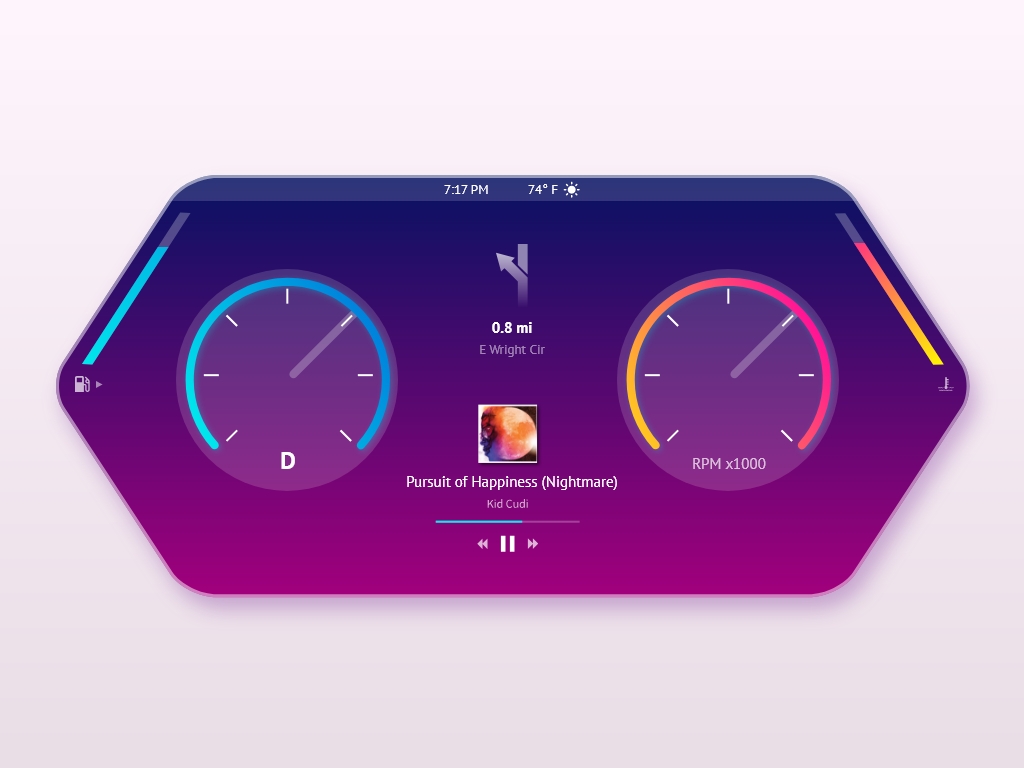 7:17 PM 74° F
0.8 mi
E Wright Cir
D
RPM x1000
Pursuit of Happiness (Nightmare)
Kid Cudi